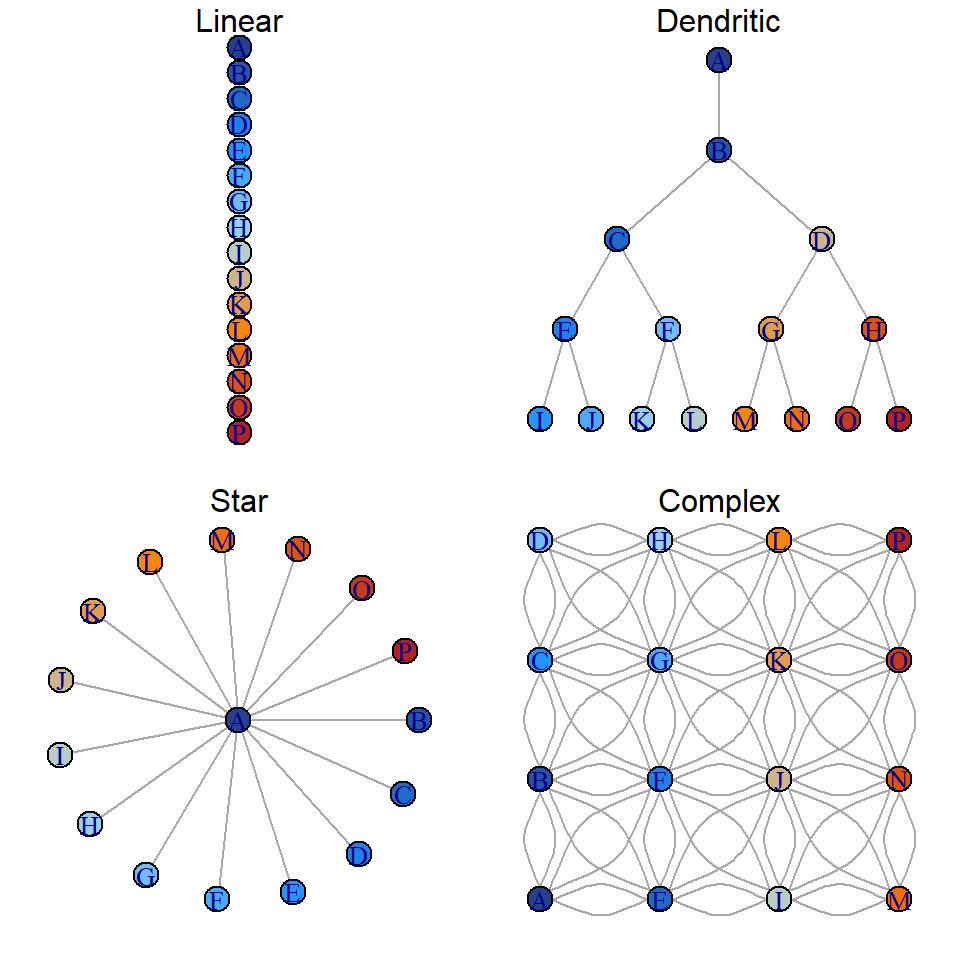 Linear
A
B
C
D
E
F
G
H
I
J
K
L
M
N
O
P
Dendritic
A
B
C D
E F G H
I J K L M N O P
Star
M N
L
O
K
P
J
A B
I
C
H
D
G
F E
Complex
D H L P
C G K O
B F J N
A E I M